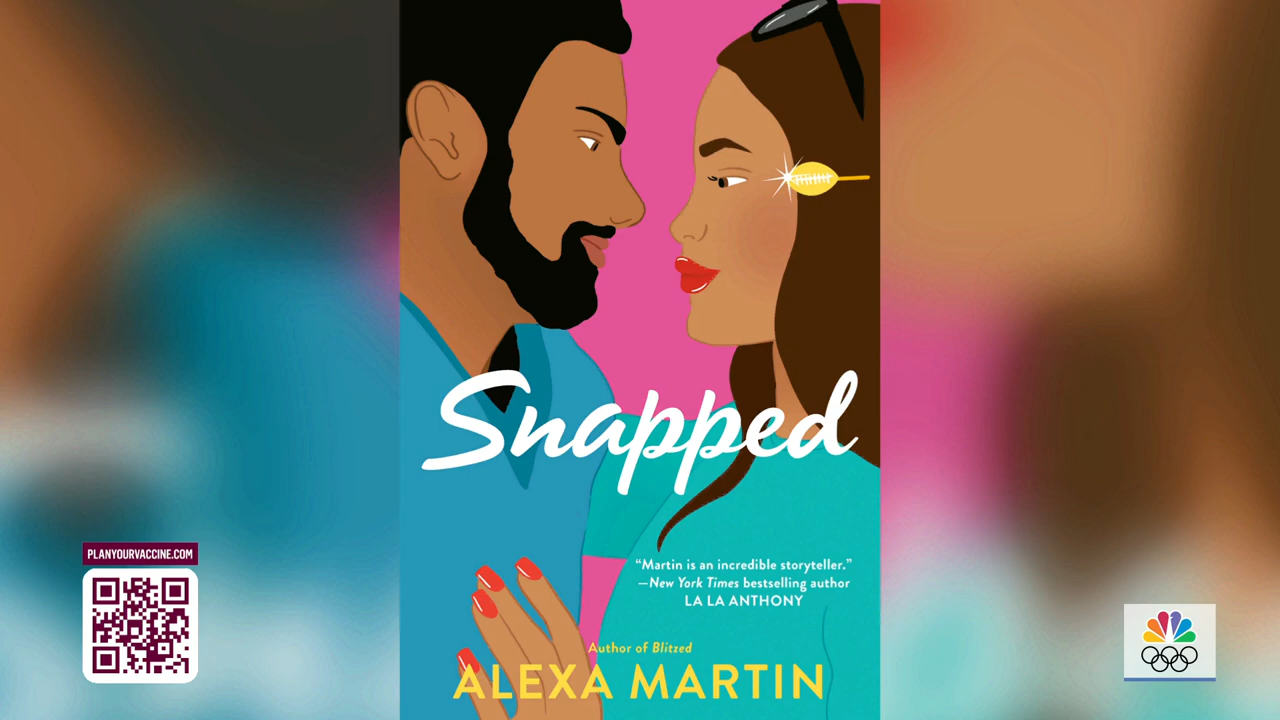 Snapped
“Martin is an incredible storyteller.”
—New York Times bestselling author
LA LA ANTHONY
Author of Blitzed
ALEXA MARTIN
PLANYOURVACCINE.COM